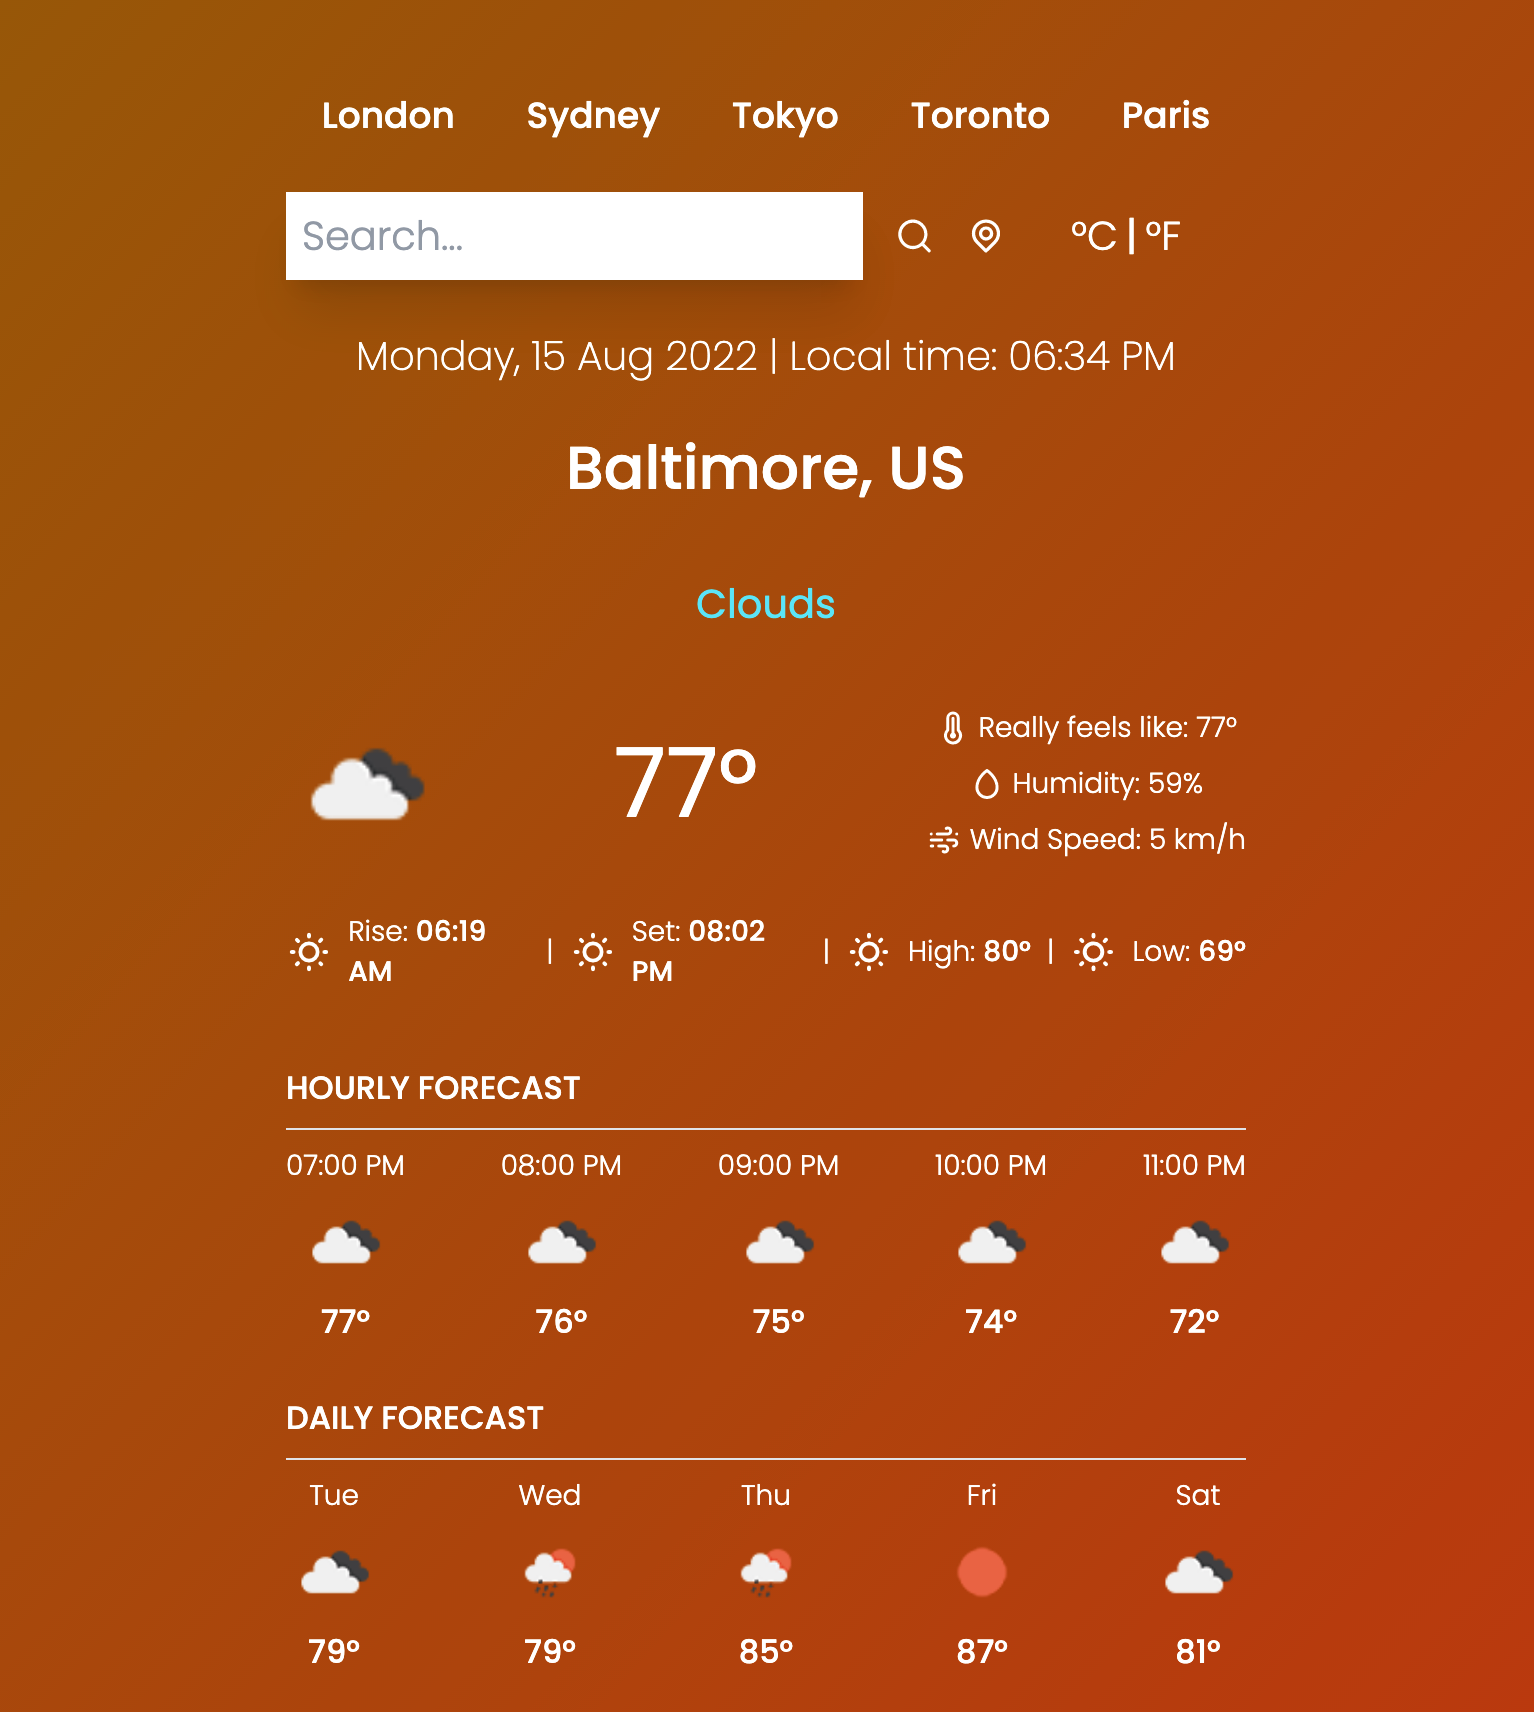 London Sydney Tokyo Toronto Paris
Search... °C | °F
Monday, 15 Aug 2022 | Local time: 06:34 PM
Baltimore, US
Clouds
77°
Really feels like: 77°
Humidity: 59%
Wind Speed: 5 km/h
Rise: 06:19 AM | Set: 08:02 PM | High: 80° | Low: 69°
HOURLY FORECAST
07:00 PM 08:00 PM 09:00 PM 10:00 PM 11:00 PM
77° 76° 75° 74° 72°
DAILY FORECAST
Tue Wed Thu Fri Sat
79° 79° 85° 87° 81°